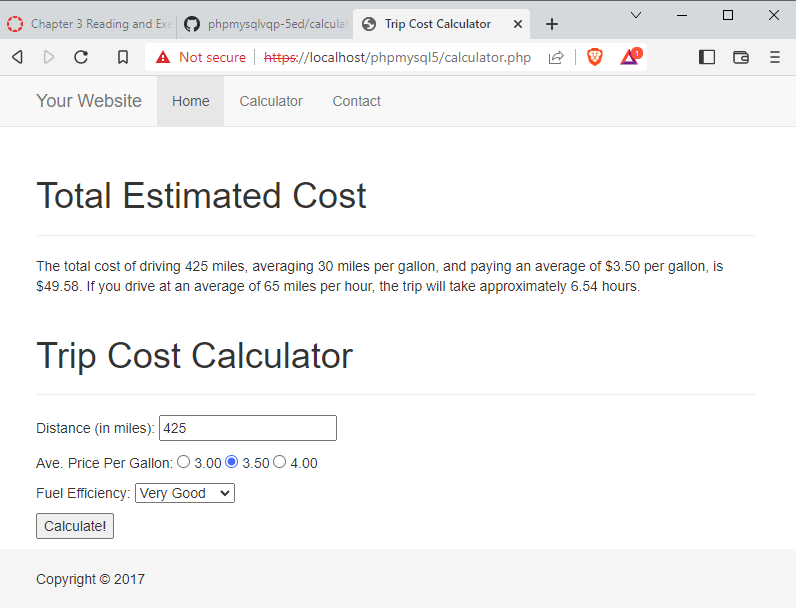 Chapter 3 Reading and Exe
phpmysqlvqp-5ed/calculat
Trip Cost Calculator
Not secure https://localhost/phpmysql5/calculator.php
1
Your Website Home Calculator Contact
Total Estimated Cost
The total cost of driving 425 miles, averaging 30 miles per gallon, and paying an average of $3.50 per gallon, is
$49.58. If you drive at an average of 65 miles per hour, the trip will take approximately 6.54 hours.
Trip Cost Calculator
Distance (in miles): 425
Ave. Price Per Gallon: 3.00 3.50 4.00
Fuel Efficiency: Very Good
Calculate!
Copyright © 2017